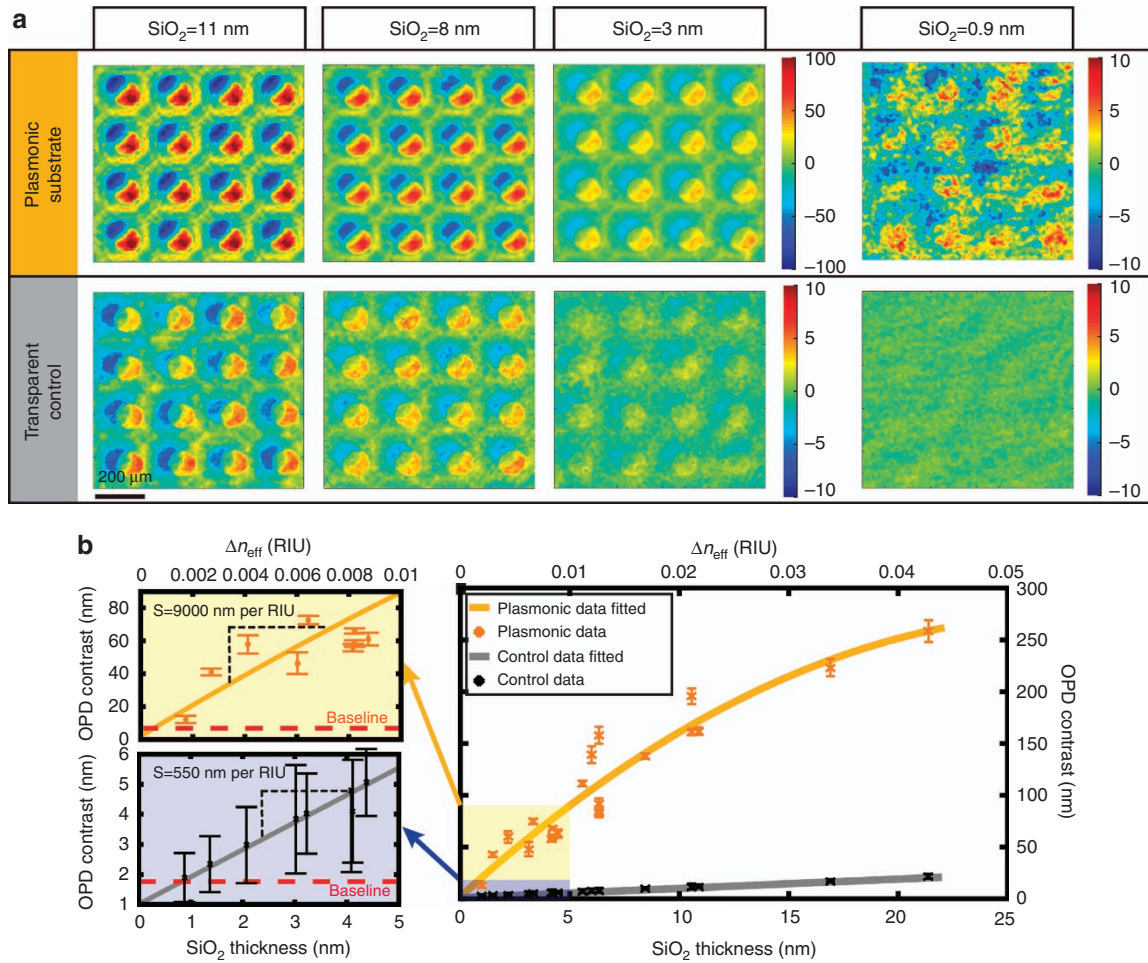 a
SiO2=11 nm
SiO2=8 nm
SiO2=3 nm
SiO2=0.9 nm
Plasmonic
substrate
100
50
0
−50
−100
10
5
0
−5
−10
Transparent
control
200 μm
10
5
0
−5
−10
10
5
0
−5
−10
b
Δneff (RIU)
0 0.002 0.004 0.006 0.008 0.01
OPD contrast (nm)
80
60
40
20
0
S=9000 nm per RIU
Baseline
OPD contrast (nm)
6
5
4
3
2
1
S=550 nm per RIU
Baseline
0 1 2 3 4 5
SiO2 thickness (nm)
Δneff (RIU)
0 0.01 0.02 0.03 0.04 0.05
Plasmonic data fitted
Plasmonic data
Control data fitted
Control data
300
250
200
150
100
50
0
OPD contrast (nm)
0 5 10 15 20 25
SiO2 thickness (nm)